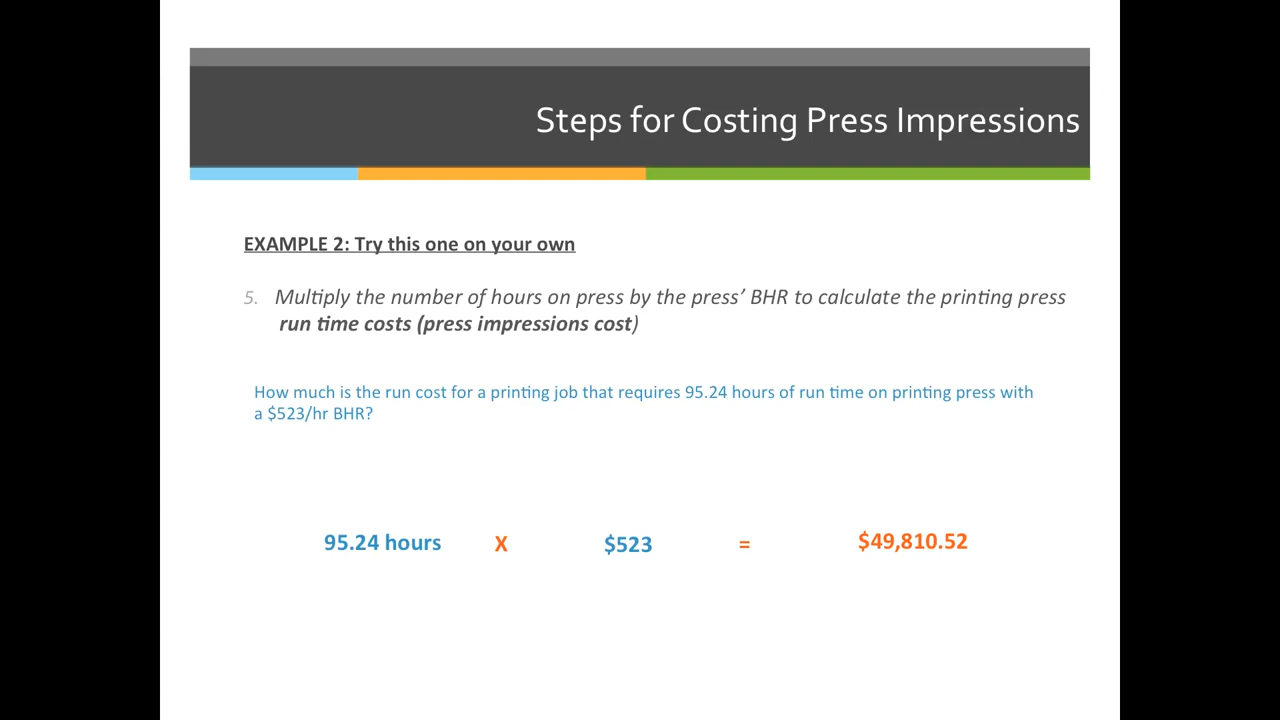 Steps for Costing Press Impressions
EXAMPLE 2: Try this one on your own
5. Multiply the number of hours on press by the press’ BHR to calculate the printing press
run time costs (press impressions cost)
How much is the run cost for a printing job that requires 95.24 hours of run time on printing press with
a $523/hr BHR?
95.24 hours X $523 = $49,810.52